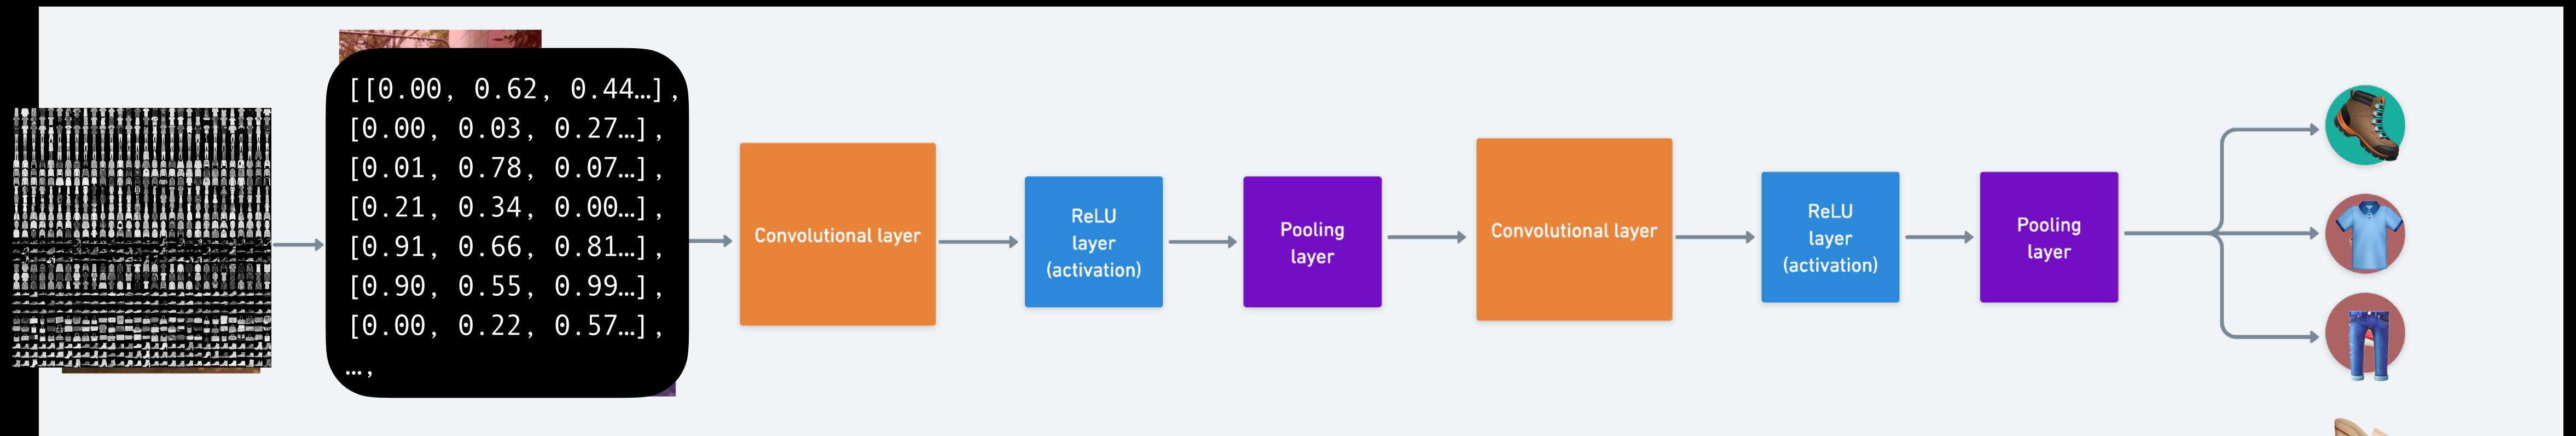 [[0.00, 0.62, 0.44…],
[0.00, 0.03, 0.27…],
[0.01, 0.78, 0.07…],
[0.21, 0.34, 0.00…],
[0.91, 0.66, 0.81…],
[0.90, 0.55, 0.99…],
[0.00, 0.22, 0.57…],
…,
Convolutional layer
ReLU
layer
(activation)
Pooling
layer
Convolutional layer
ReLU
layer
(activation)
Pooling
layer